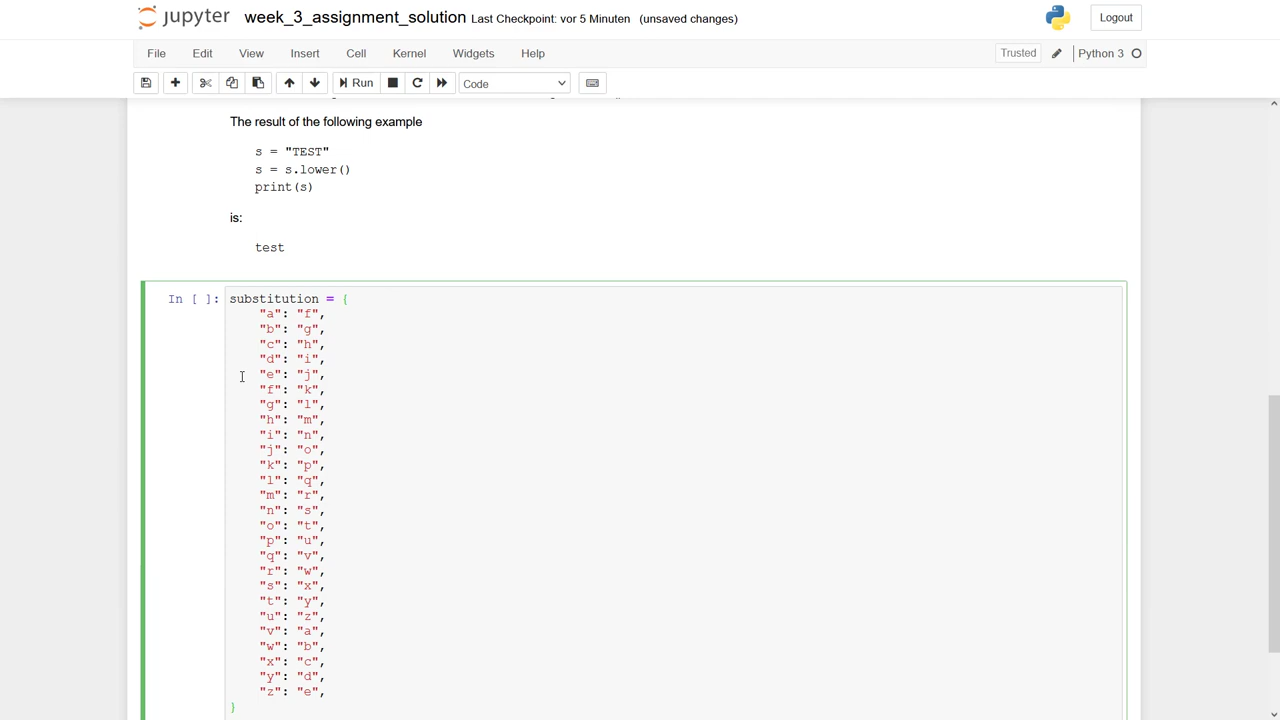 jupyter week_3_assignment_solution Last Checkpoint: vor 5 Minuten (unsaved changes) Logout
File Edit View Insert Cell Kernel Widgets Help Trusted Python 3
Run Code
The result of the following example
s = "TEST"
s = s.lower()
print(s)
is:
test
In [ ]: substitution = {
"a": "f",
"b": "g",
"c": "h",
"d": "i",
"e": "j",
"f": "k",
"g": "l",
"h": "m",
"i": "n",
"j": "o",
"k": "p",
"l": "q",
"m": "r",
"n": "s",
"o": "t",
"p": "u",
"q": "v",
"r": "w",
"s": "x",
"t": "y",
"u": "z",
"v": "a",
"w": "b",
"x": "c",
"y": "d",
"z": "e",
}